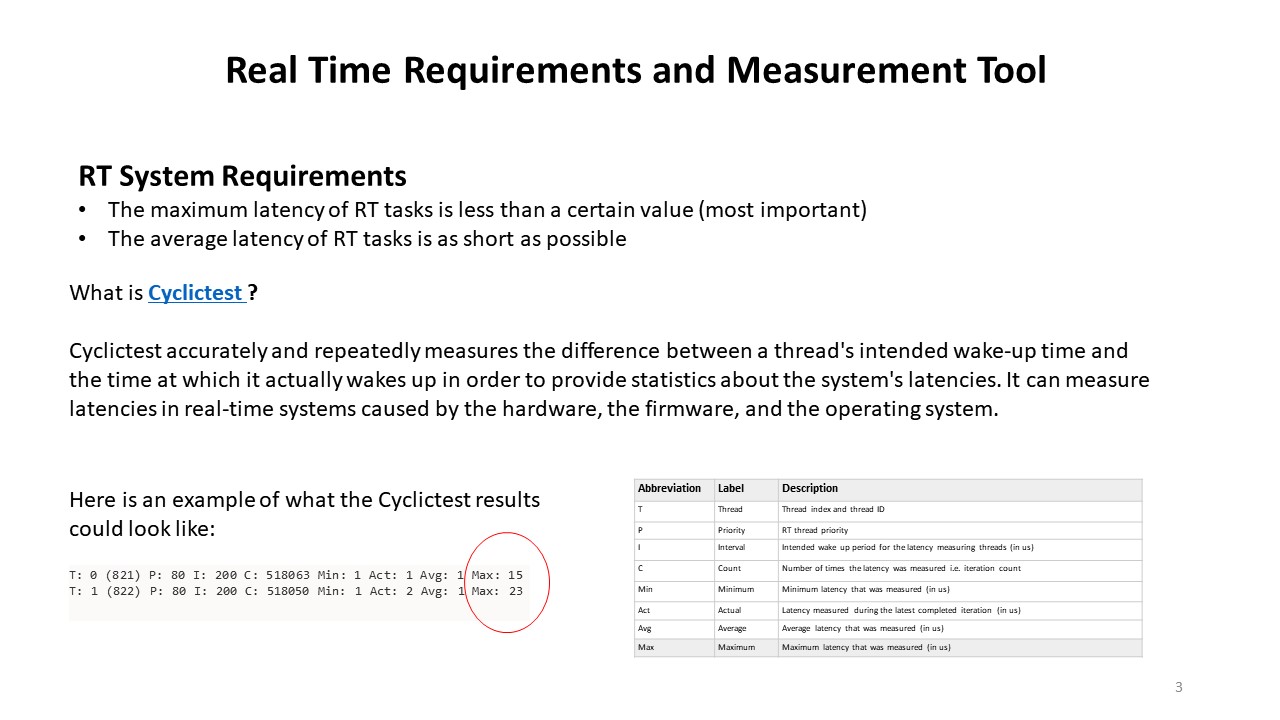 Real Time Requirements and Measurement Tool
RT System Requirements
• The maximum latency of RT tasks is less than a certain value (most important)
• The average latency of RT tasks is as short as possible
What is Cyclictest ?
Cyclictest accurately and repeatedly measures the difference between a thread's intended wake-up time and
the time at which it actually wakes up in order to provide statistics about the system's latencies. It can measure
latencies in real-time systems caused by the hardware, the firmware, and the operating system.
Here is an example of what the Cyclictest results
could look like:
T: 0 (821) P: 80 I: 200 C: 518063 Min: 1 Act: 1 Avg: 1 Max: 15
T: 1 (822) P: 80 I: 200 C: 518050 Min: 1 Act: 2 Avg: 1 Max: 23
Abbreviation Label Description
T Thread Thread index and thread ID
P Priority RT thread priority
I Interval Intended wake up period for the latency measuring threads (in us)
C Count Number of times the latency was measured i.e. iteration count
Min Minimum Minimum latency that was measured (in us)
Act Actual Latency measured during the latest completed iteration (in us)
Avg Average Average latency that was measured (in us)
Max Maximum Maximum latency that was measured (in us)
3